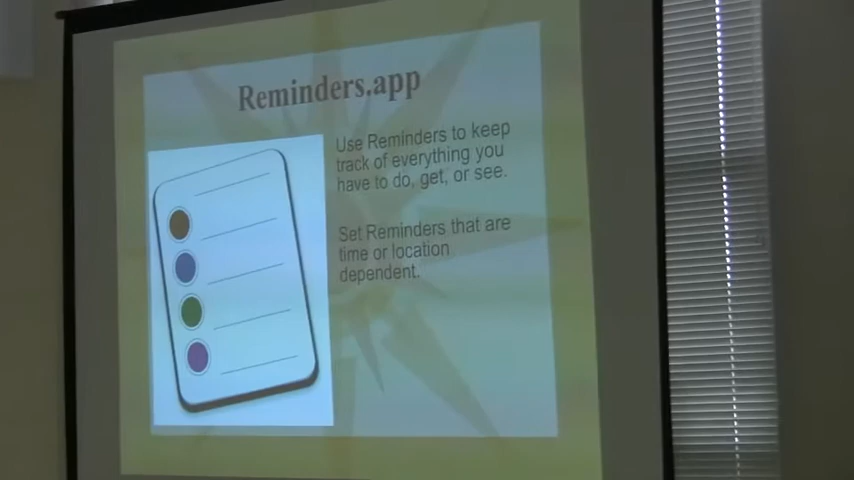 Reminders.app
Use Reminders to keep
track of everything you
have to do, get, or see.
Set Reminders that are
time or location
dependent.